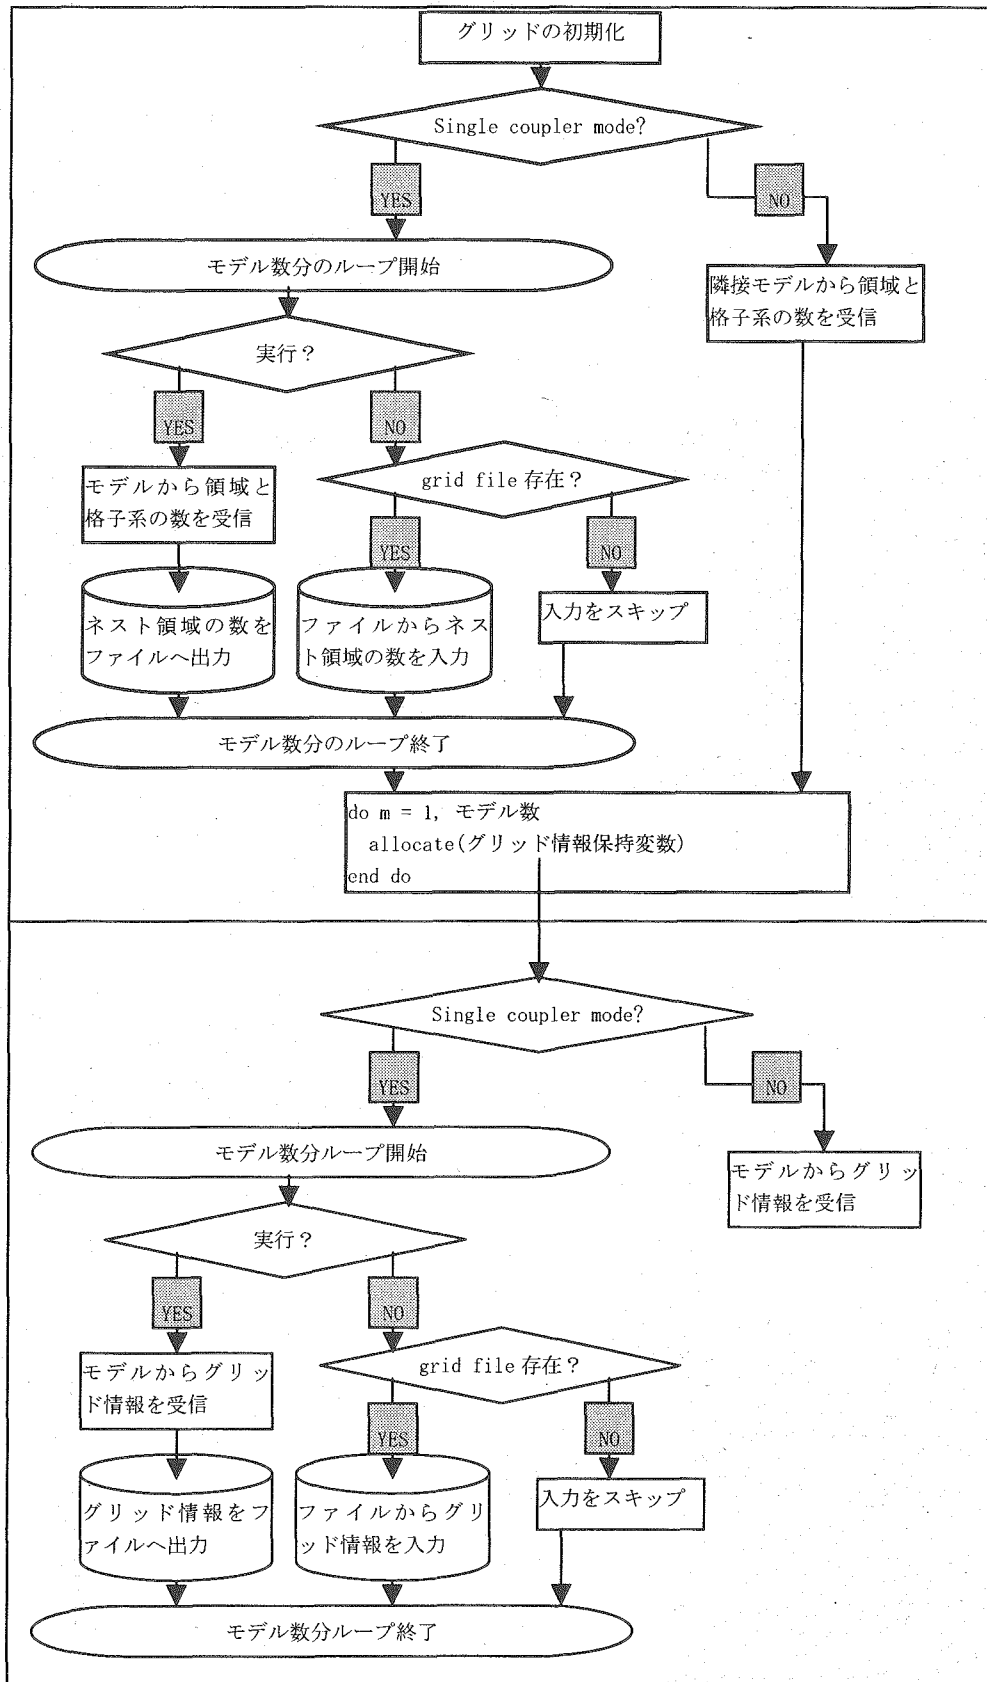 グリッドの初期化
Single coupler mode?
YES
NO
モデル数分のループ開始
隣接モデルから領域と
格子系の数を受信
実行？
YES
NO
grid file 存在？
モデルから領域と
格子系の数を受信
YES
NO
ネスト領域の数を
ファイルへ出力
ファイルからネス
ト領域の数を入力
入力をスキップ
モデル数分のループ終了
do m = 1, モデル数
allocate(グリッド情報保持変数)
end do
Single coupler mode?
YES
NO
モデル数分ループ開始
モデルからグリッ
ド情報を受信
実行？
YES
NO
grid file 存在？
モデルからグリッ
ド情報を受信
YES
NO
グリッド情報をフ
ァイルへ出力
ファイルからグリ
ッド情報を入力
入力をスキップ
モデル数分ループ終了